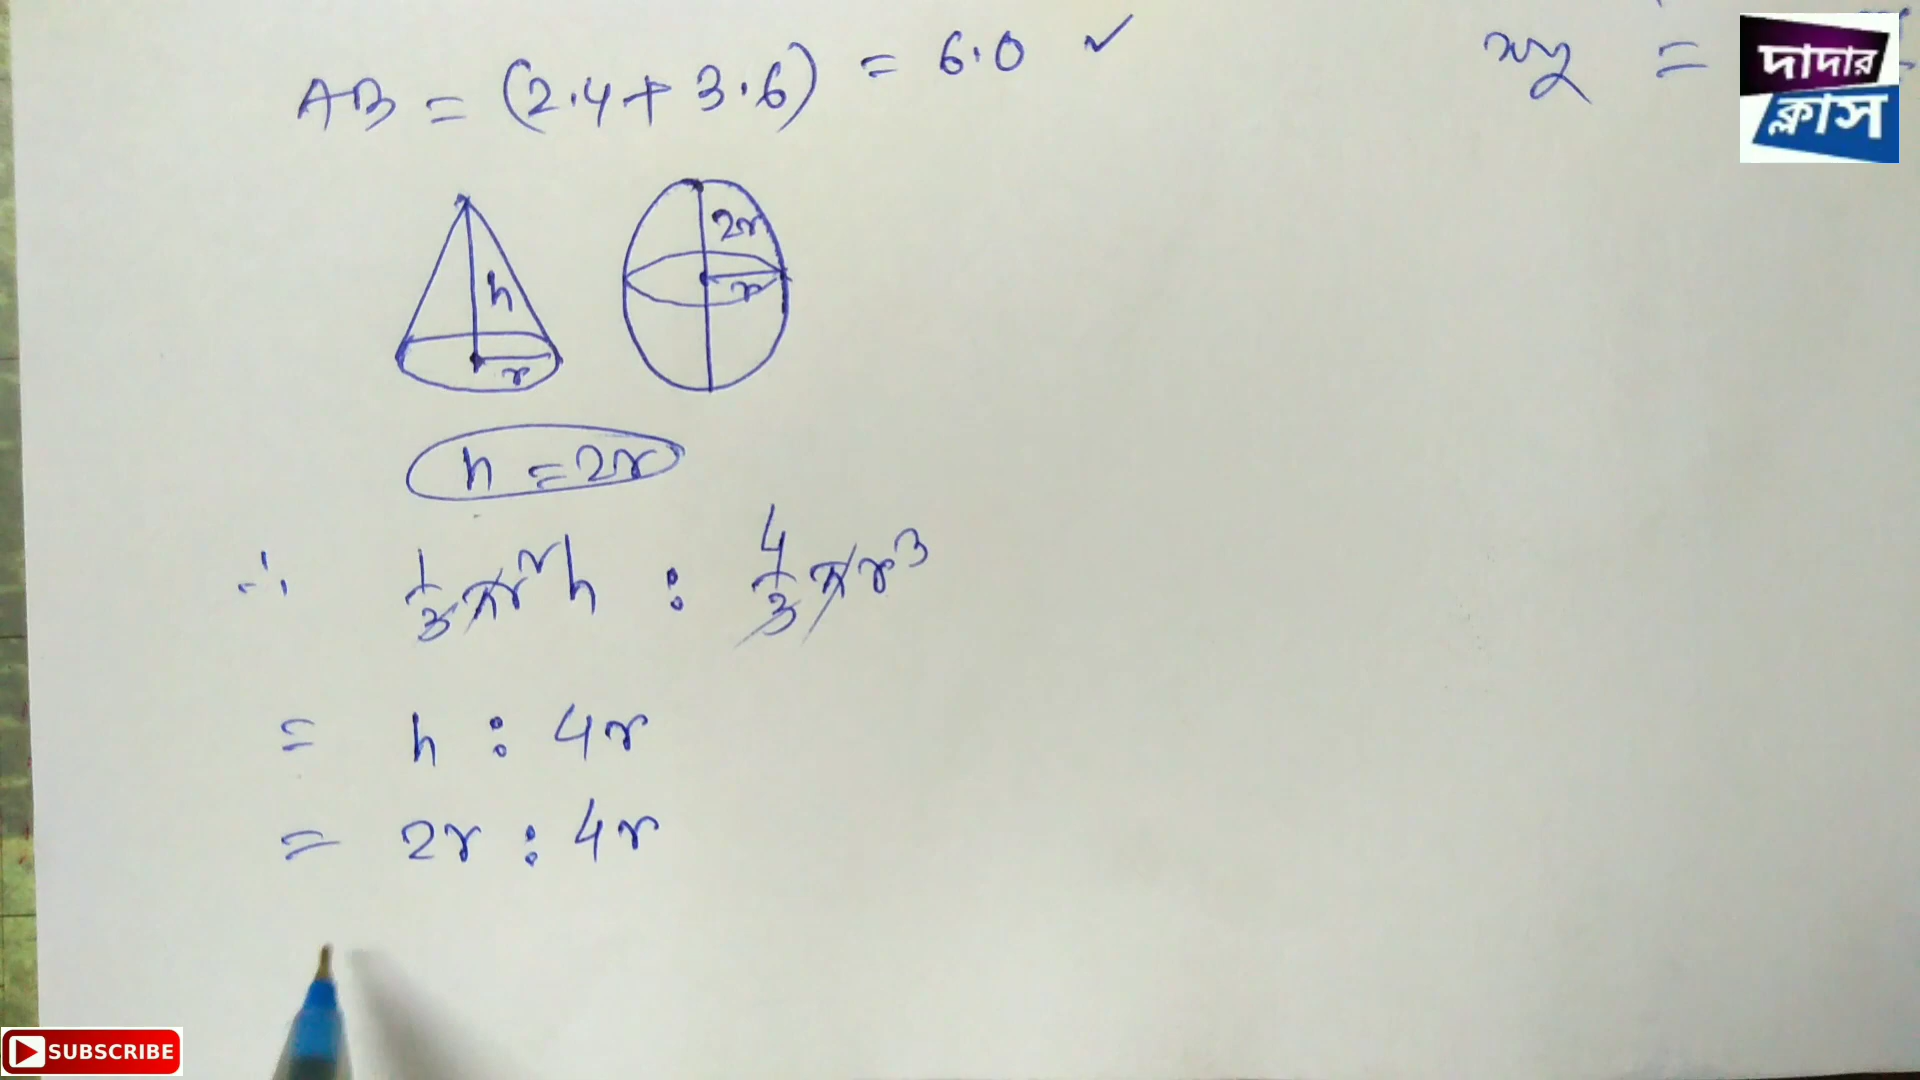 AB = (2.4 + 3.6) = 6.0 ✓
দাদার
ক্লাস
h
r
2r
r
h = 2r
∴ 1/3 πr²h : 4/3 πr³
= h : 4r
= 2r : 4r
SUBSCRIBE